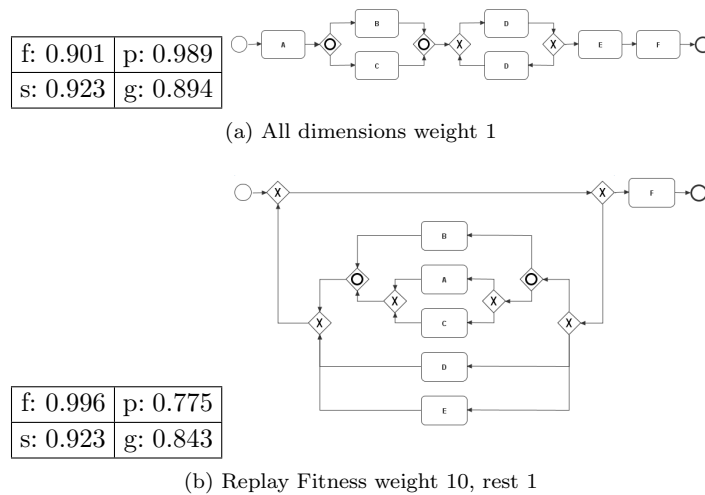 f: 0.901 p: 0.989
s: 0.923 g: 0.894
A
B
C
X
D
D
X
E
F
(a) All dimensions weight 1
X
X
F
B
A
X
X
C
X
X
D
E
f: 0.996 p: 0.775
s: 0.923 g: 0.843
(b) Replay Fitness weight 10, rest 1